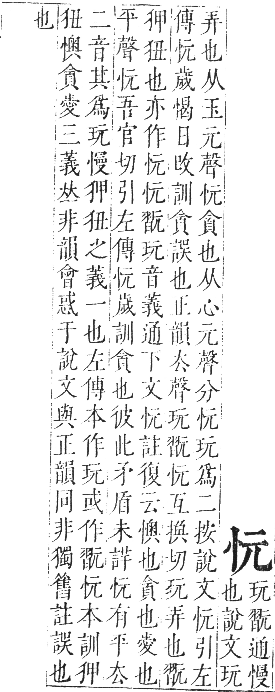 忨
玩翫通慢
也說文玩
弄也从玉元聲忨貪也从心元聲分忨玩爲二按說文忨引左
傳忨歲愒日攺訓貪誤也正韻去聲玩翫忨互換切玩弄也翫
狎狃也亦作忨忨翫玩音義通下文忨註復云愞也貪也愛也
平聲忨吾官切引左傳忨歲訓貪也彼此矛盾未詳忨有平去
二音其爲玩慢狎狃之義一也左傳本作玩或作翫忨本訓狎
狃愞貪愛三義𠀤非韻會惑于說文與正韻同非獨舊註誤也
也